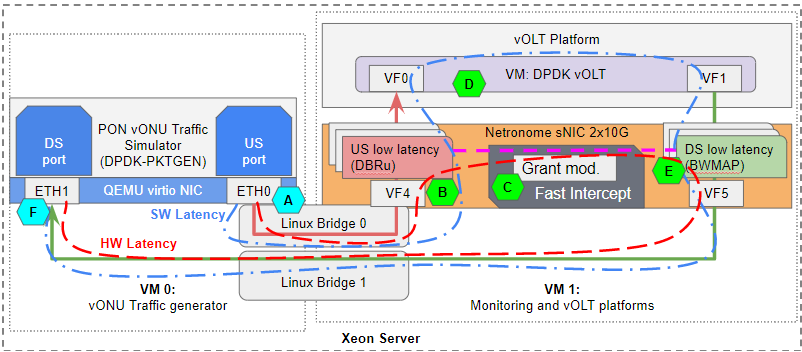 vOLT Platform
VF0
VM: DPDK vOLT
VF1
D
DS
port
PON vONU Traffic
Simulator
(DPDK-PKTGEN)
US
port
Netronome sNIC 2x10G
US low latency
(DBRu)
Grant mod.
DS low latency
(BWMAP)
ETH1
QEMU virtio NIC
ETH0
A
VF4
B
C
Fast Intercept
E
VF5
F
SW Latency
Linux Bridge 0
HW Latency
Linux Bridge 1
VM 0:
vONU Traffic generator
VM 1:
Monitoring and vOLT platforms
Xeon Server